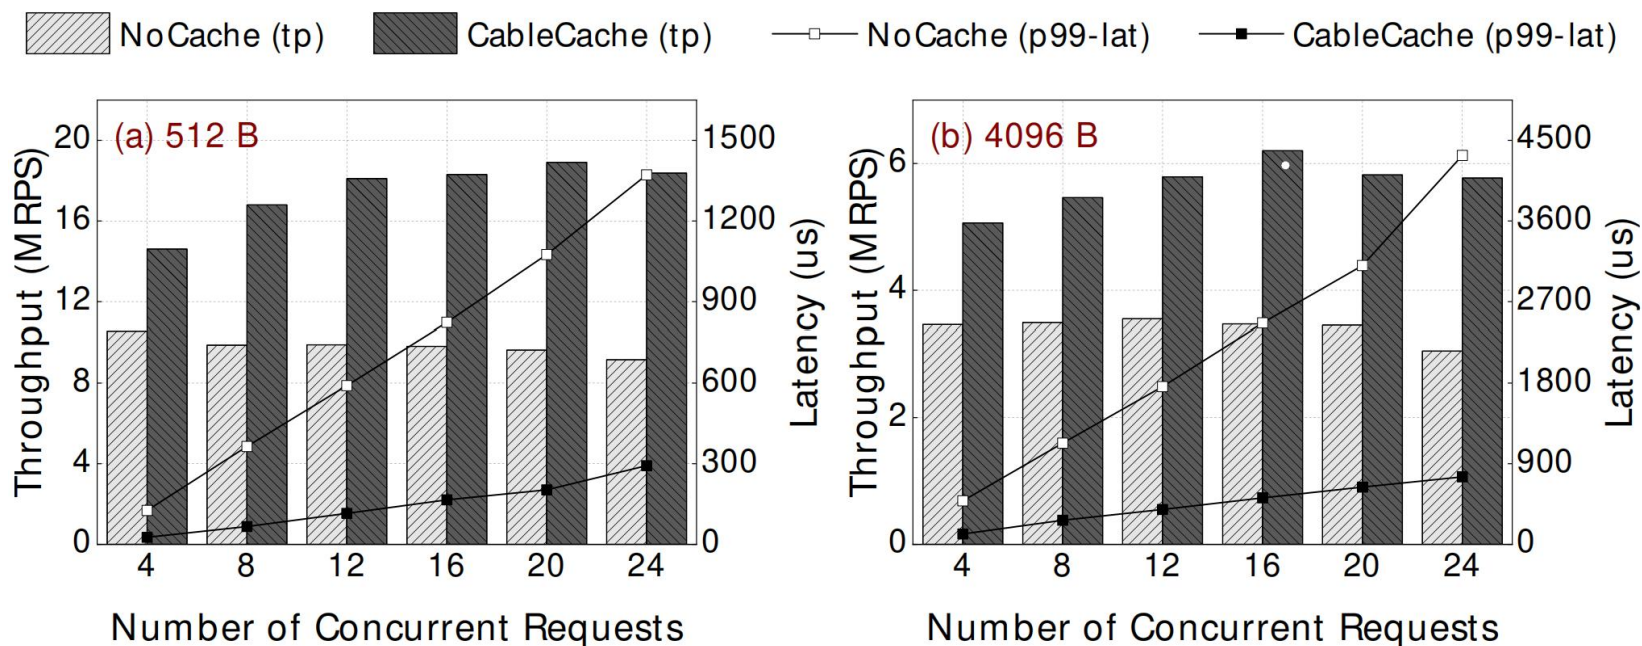 NoCache (tp) CableCache (tp) NoCache (p99-lat) CableCache (p99-lat)
(a) 512 B
Throughput (MRPS)
20
16
12
8
4
0
1500
1200
900
600
300
0
Latency (us)
4 8 12 16 20 24
Number of Concurrent Requests
(b) 4096 B
Throughput (MRPS)
6
4
2
0
4500
3600
2700
1800
900
0
Latency (us)
4 8 12 16 20 24
Number of Concurrent Requests